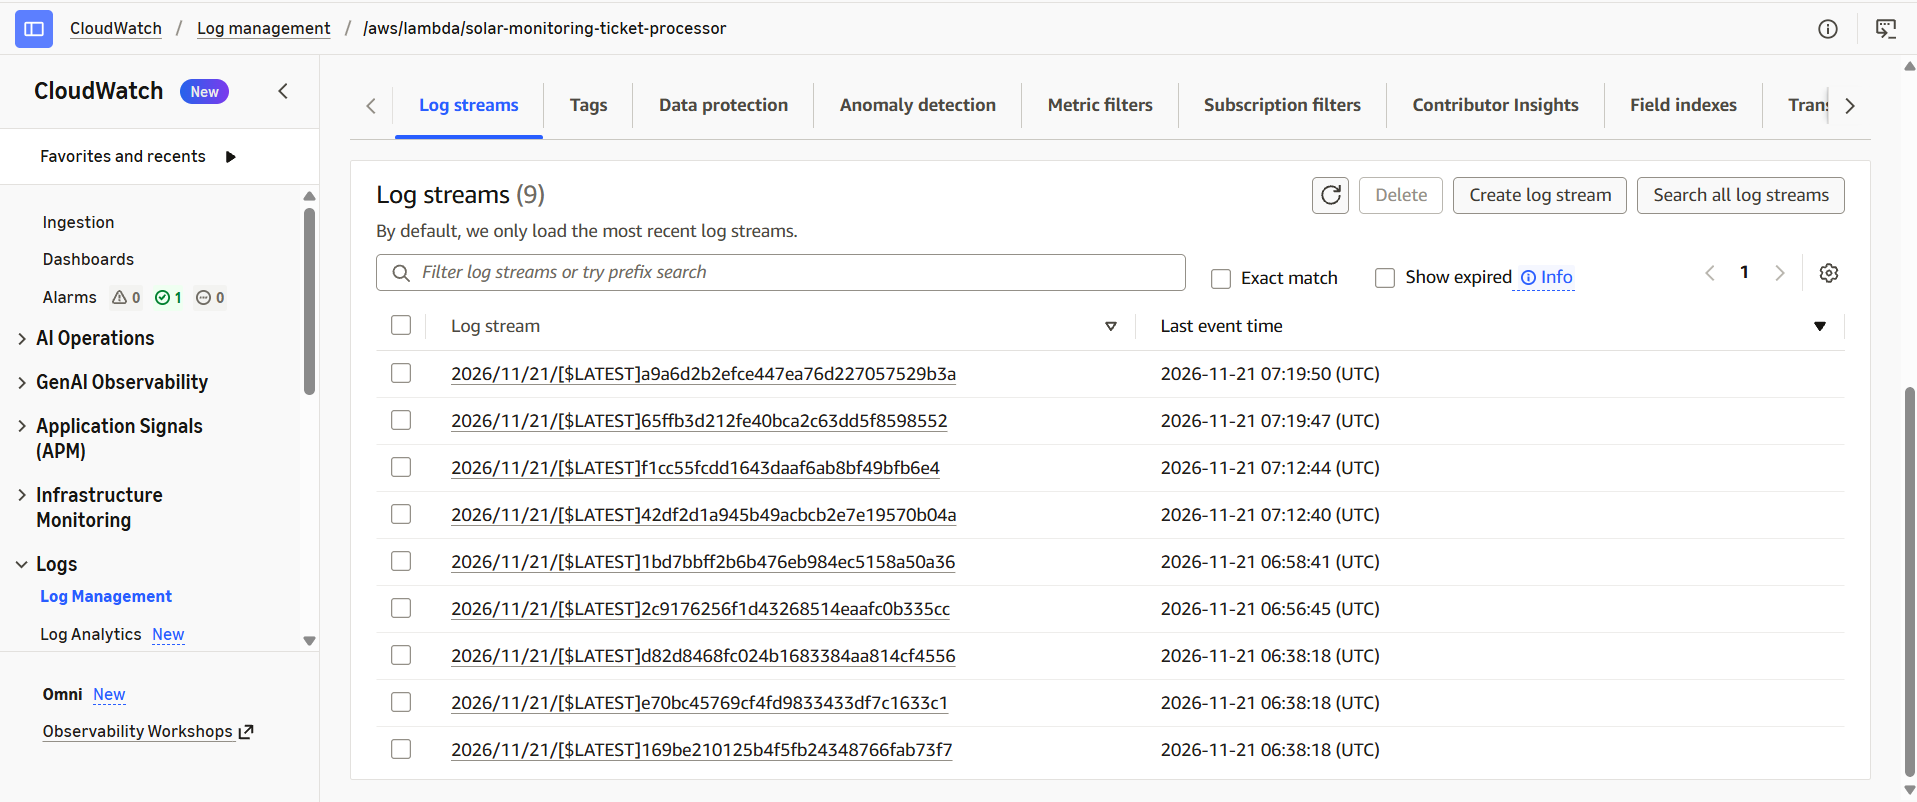 CloudWatch / Log management / /aws/lambda/solar-monitoring-ticket-processor
CloudWatch New
Favorites and recents
Ingestion
Dashboards
Alarms 0 1 0
AI Operations
GenAI Observability
Application Signals
(APM)
Infrastructure
Monitoring
Logs
Log Management
Log Analytics New
Omni New
Observability Workshops
Log streams
Tags
Data protection
Anomaly detection
Metric filters
Subscription filters
Contributor Insights
Field indexes
Log streams (9)
Delete
Create log stream
Search all log streams
By default, we only load the most recent log streams.
Filter log streams or try prefix search
Exact match
Show expired Info
1
Log stream Last event time
2026/11/21/[$LATEST]a9a6d2b2efce447ea76d227057529b3a 2026-11-21 07:19:50 (UTC)
2026/11/21/[$LATEST]65ffb3d212fe40bca2c63dd5f8598552 2026-11-21 07:19:47 (UTC)
2026/11/21/[$LATEST]f1cc55fcdd1643daaf6ab8bf49bfb6e4 2026-11-21 07:12:44 (UTC)
2026/11/21/[$LATEST]42df2d1a945b49acbcb2e7e19570b04a 2026-11-21 07:12:40 (UTC)
2026/11/21/[$LATEST]1bd7bbff2b6b476eb984ec5158a50a36 2026-11-21 06:58:41 (UTC)
2026/11/21/[$LATEST]2c9176256f1d43268514eaafc0b335cc 2026-11-21 06:56:45 (UTC)
2026/11/21/[$LATEST]d82d8468fc024b1683384aa814cf4556 2026-11-21 06:38:18 (UTC)
2026/11/21/[$LATEST]e70bc45769cf4fd9833433df7c1633c1 2026-11-21 06:38:18 (UTC)
2026/11/21/[$LATEST]169be210125b4f5fb24348766fab73f7 2026-11-21 06:38:18 (UTC)